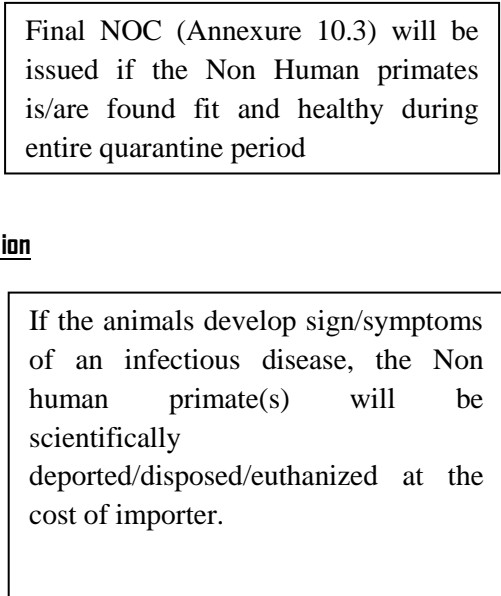 Final NOC (Annexure 10.3) will be
issued if the Non Human primates
is/are found fit and healthy during
entire quarantine period
ion
If the animals develop sign/symptoms
of an infectious disease, the Non
human primate(s) will be
scientifically
deported/disposed/euthanized at the
cost of importer.